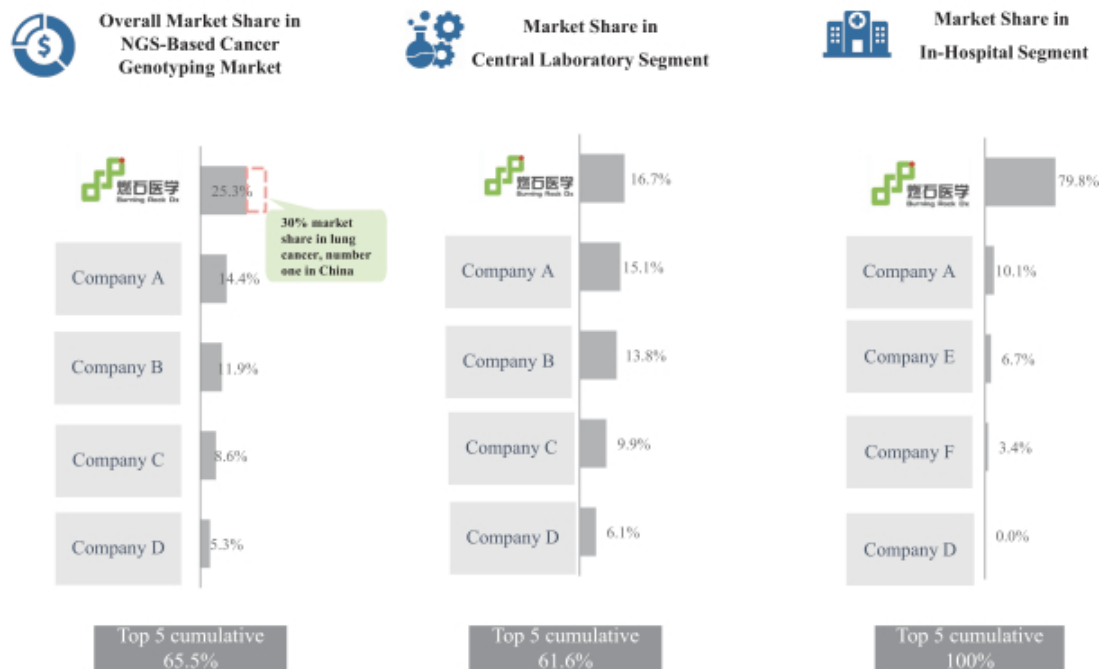 Overall Market Share in
NGS-Based Cancer
Genotyping Market
燃石医学
Burning Rock Dx
25.3%
30% market
share in lung
cancer, number
one in China
Company A
14.4%
Company B
11.9%
Company C
8.6%
Company D
5.3%
Top 5 cumulative
65.5%
Market Share in
Central Laboratory Segment
燃石医学
Burning Rock Dx
16.7%
Company A
15.1%
Company B
13.8%
Company C
9.9%
Company D
6.1%
Top 5 cumulative
61.6%
Market Share in
In-Hospital Segment
燃石医学
Burning Rock Dx
79.8%
Company A
10.1%
Company E
6.7%
Company F
3.4%
Company D
0.0%
Top 5 cumulative
100%